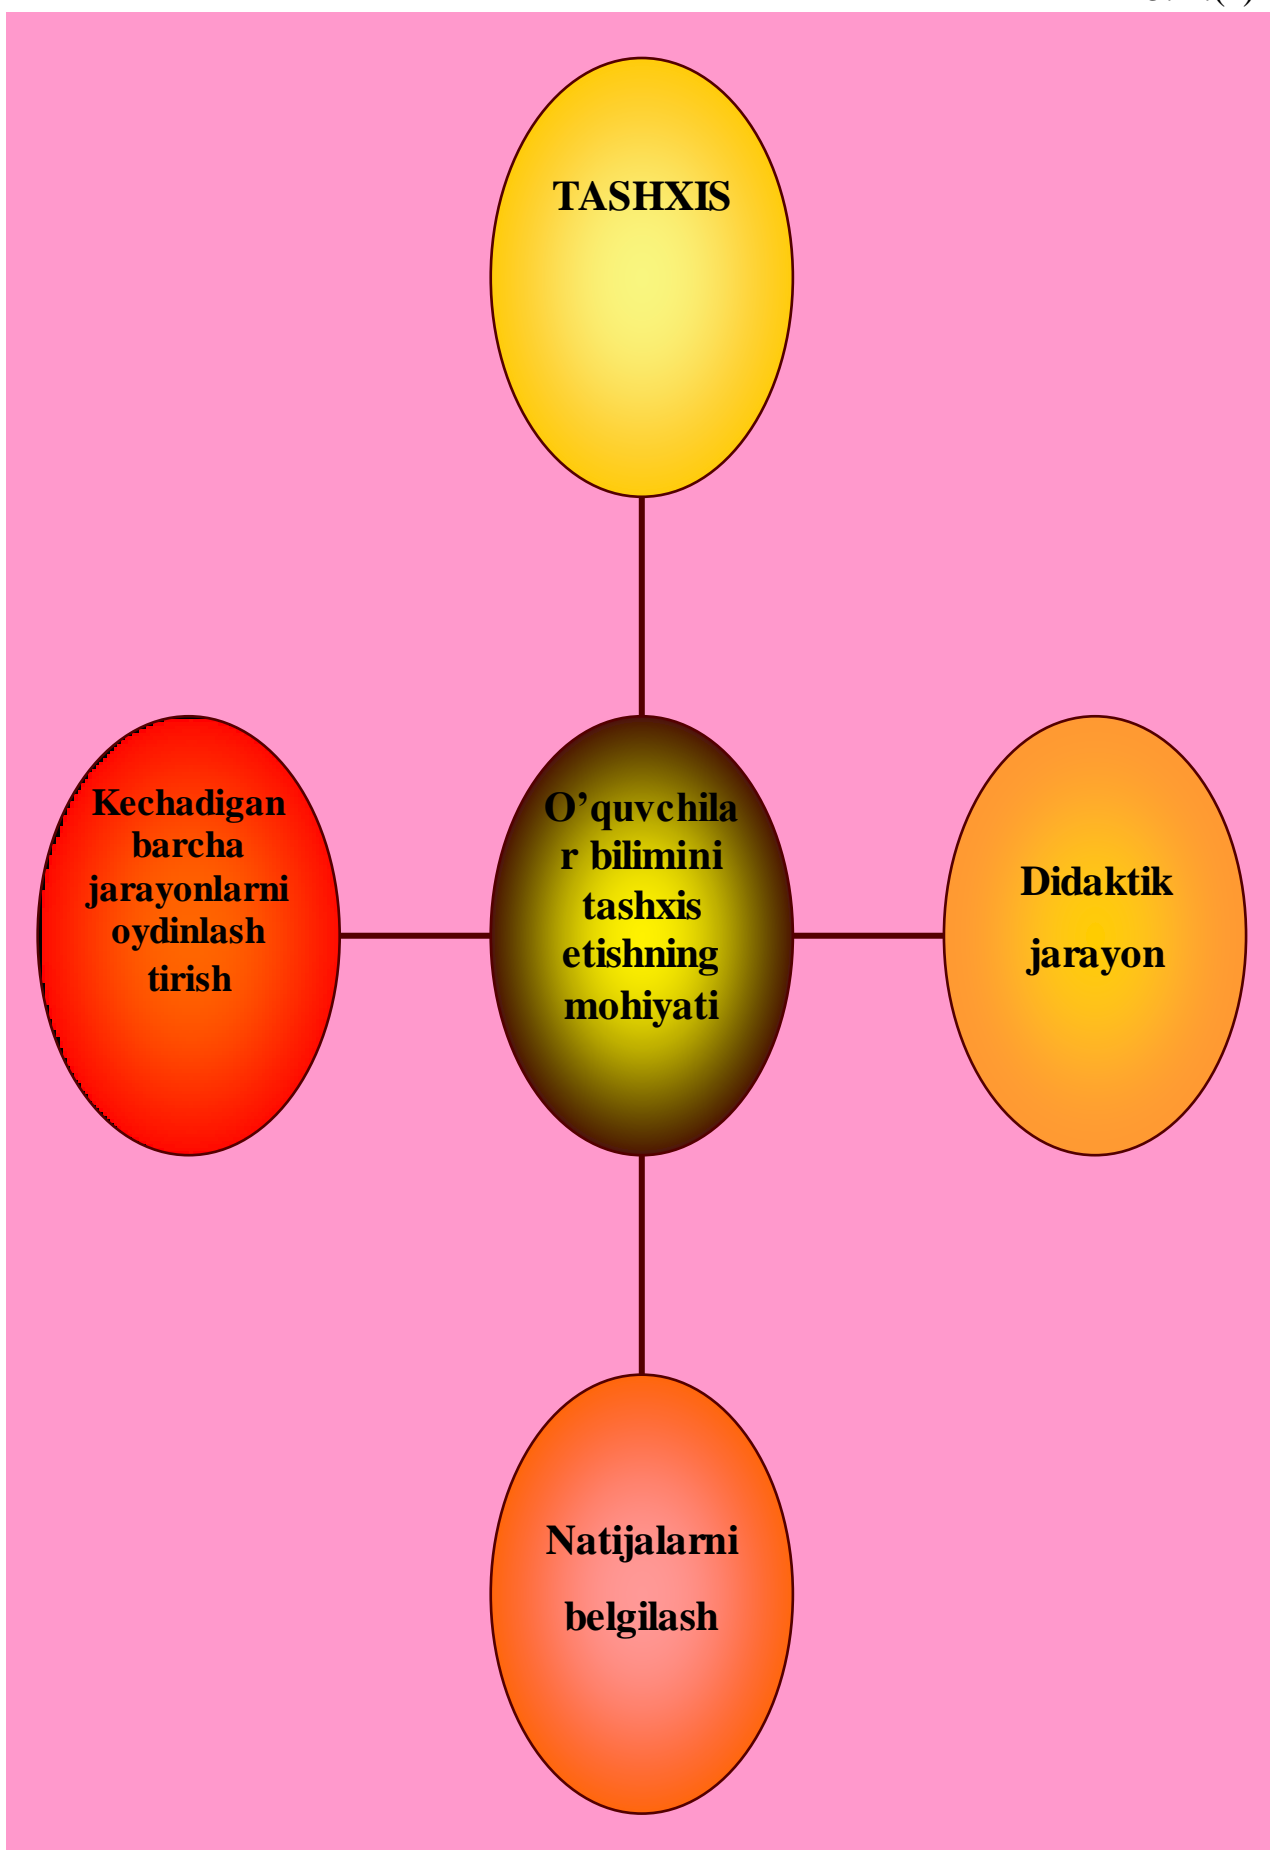 TASHXIS
Kechadigan
barcha
jarayonlarni
oydinlash
tirish
O’quvchila
r bilimini
tashxis
etishning
mohiyati
Didaktik
jarayon
Natijalarni
belgilash